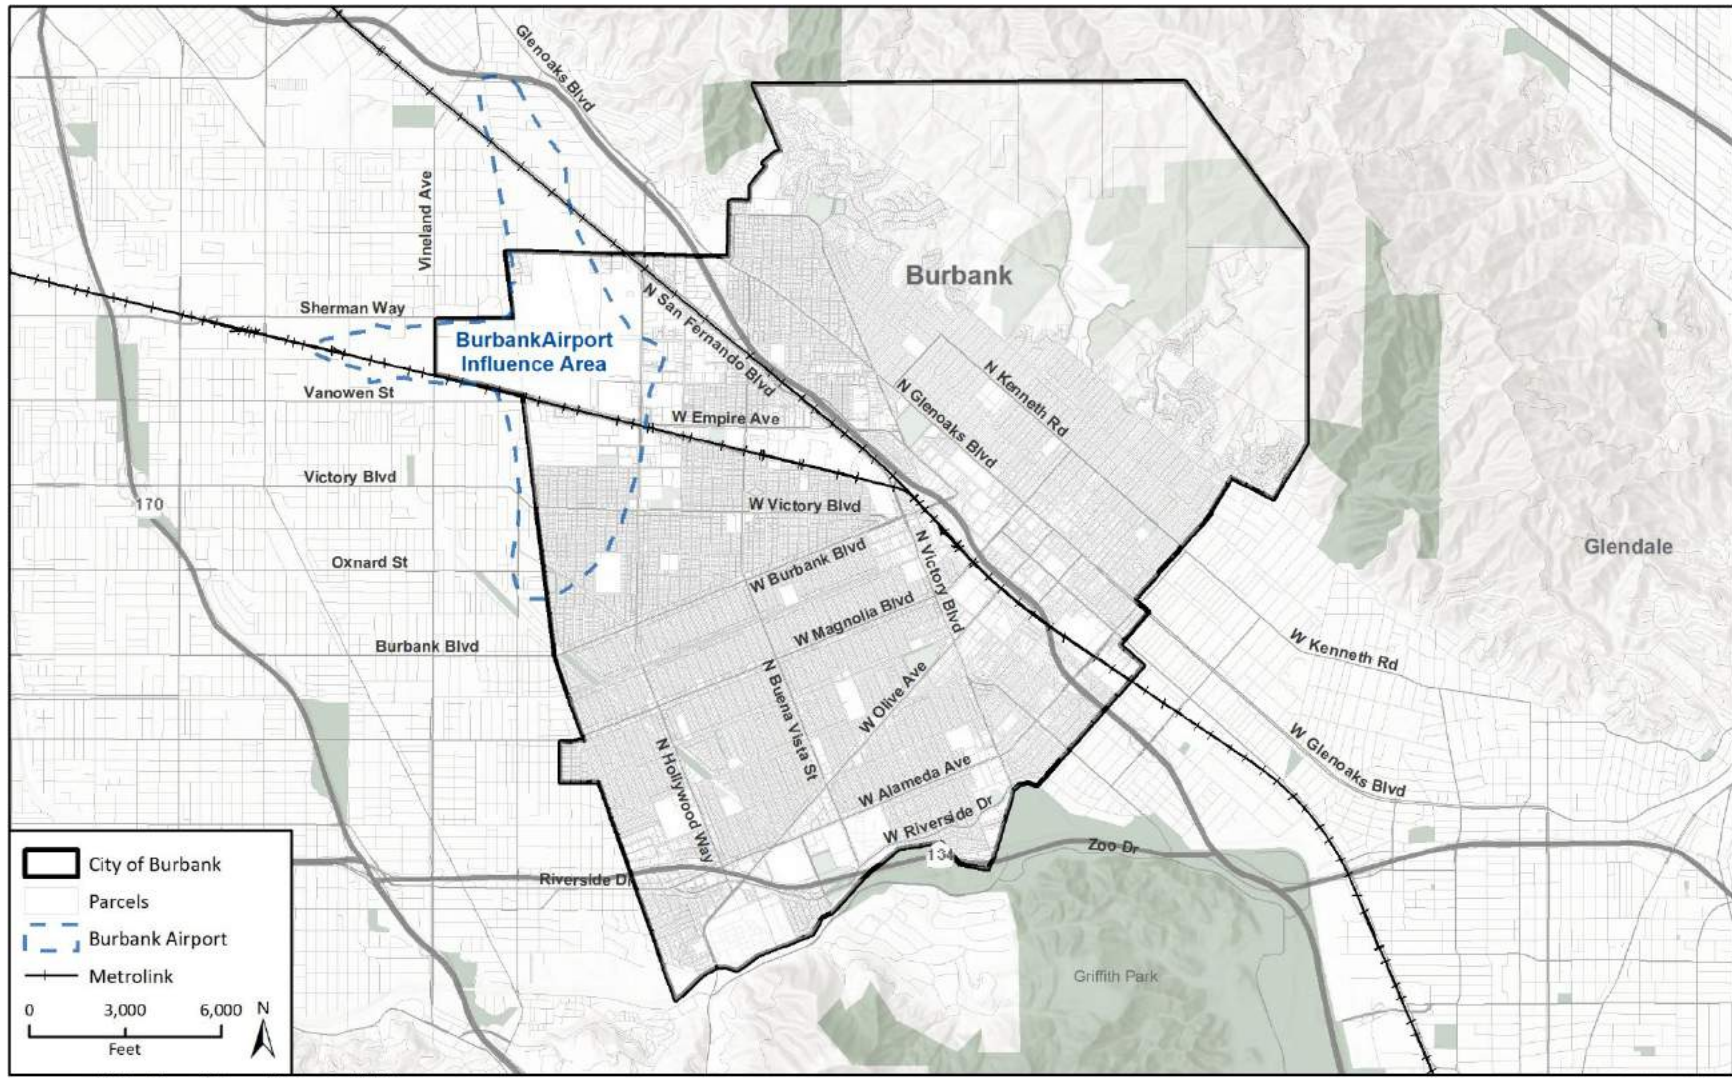 Glenoaks Blvd
Vineland Ave
Burbank
Sherman Way
N San Fernando Blvd
BurbankAirport
Influence Area
Vanowen St
W Empire Ave
N Kenneth Rd
N Glenoaks Blvd
Victory Blvd
170
W Victory Blvd
Glendale
Oxnard St
W Burbank Blvd
N Victory Blvd
W Magnolia Blvd
Burbank Blvd
W Kenneth Rd
N Buena Vista St
W Olive Ave
N Hollywood Way
W Glenoaks Blvd
W Alameda Ave
W Riverside Dr
134
Zoo Dr
Riverside Dr
Griffith Park
City of Burbank
Parcels
Burbank Airport
Metrolink
0 3,000 6,000 N
Feet